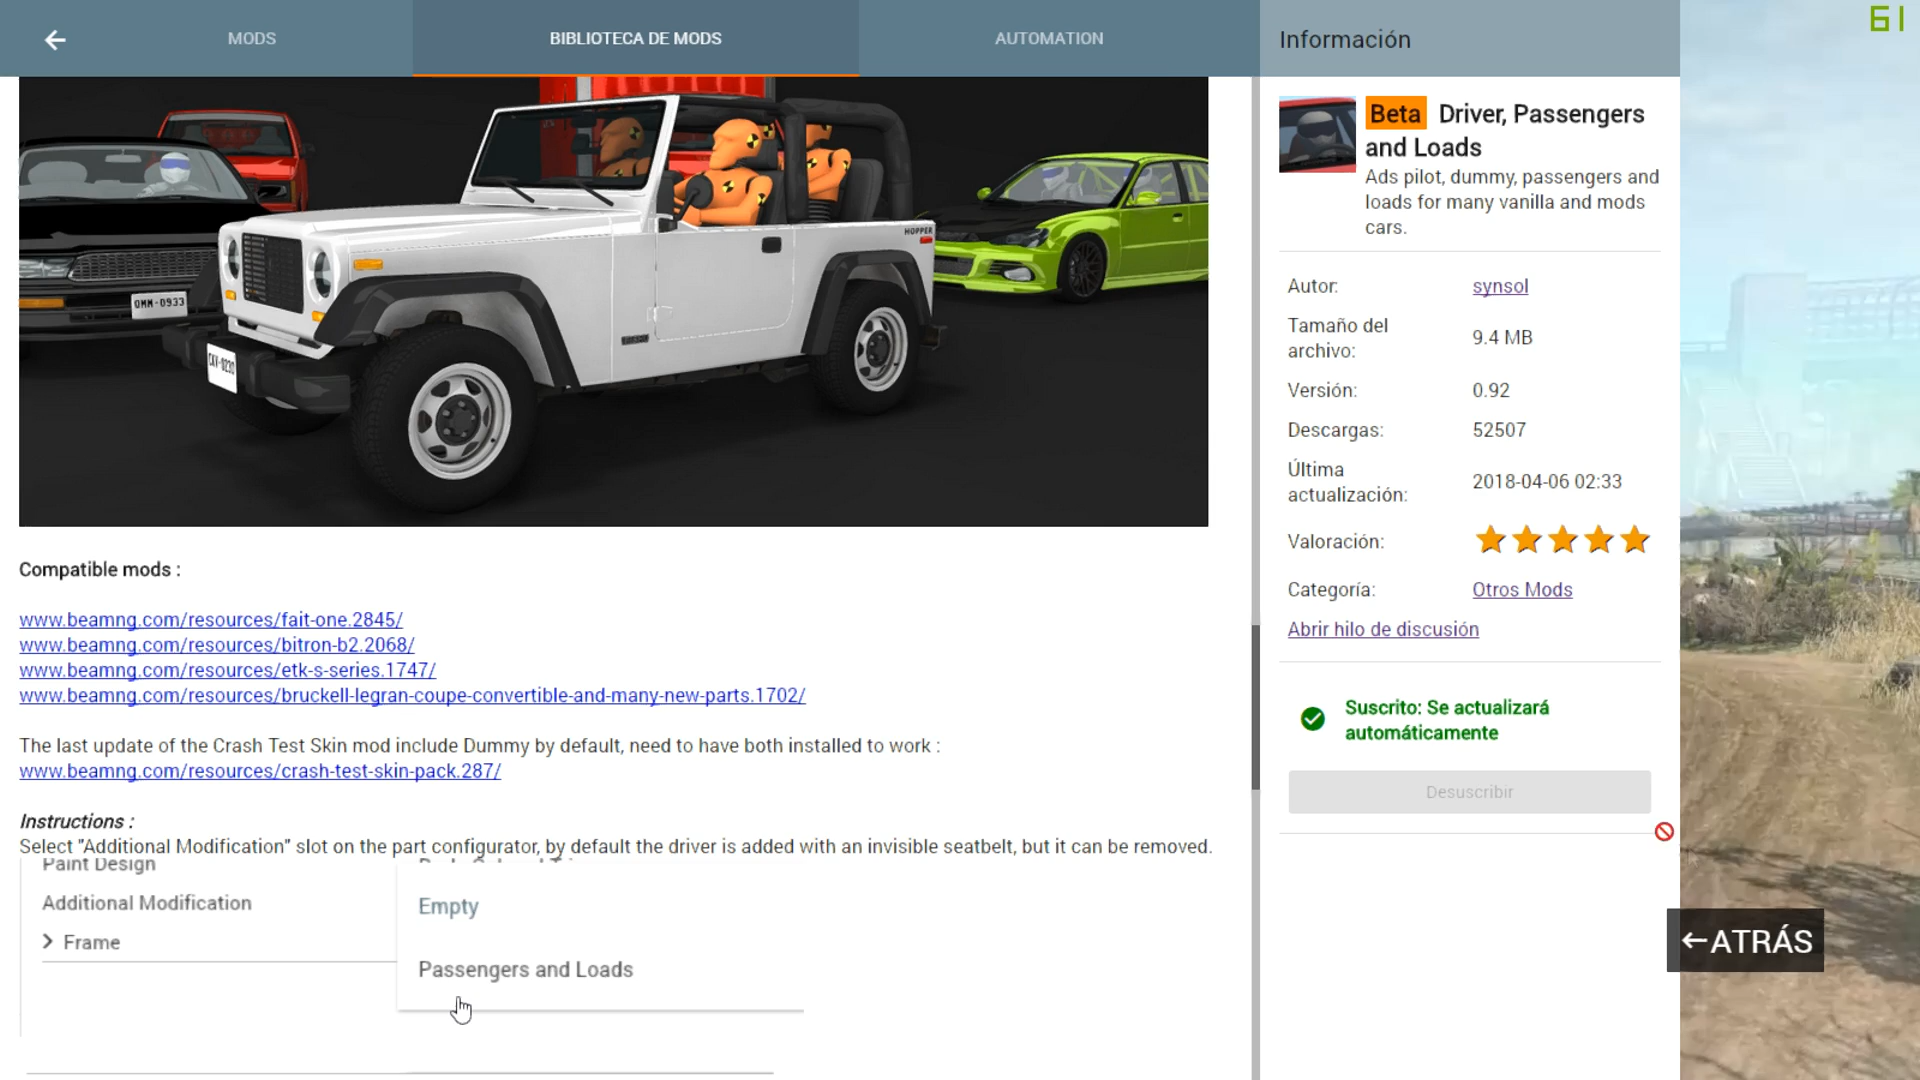 MODS
BIBLIOTECA DE MODS
AUTOMATION
Información
61
HOPPER
QMM-0933
Beta Driver, Passengers
and Loads
Ads pilot, dummy, passengers and
loads for many vanilla and mods
cars.
Autor: synsol
Tamaño del
archivo: 9.4 MB
Versión: 0.92
Descargas: 52507
Última
actualización: 2018-04-06 02:33
Valoración:
Categoría: Otros Mods
Abrir hilo de discusión
Suscrito: Se actualizará
automáticamente
Desuscribir
←ATRÁS
Compatible mods :
www.beamng.com/resources/fait-one.2845/
www.beamng.com/resources/bitron-b2.2068/
www.beamng.com/resources/etk-s-series.1747/
www.beamng.com/resources/bruckell-legran-coupe-convertible-and-many-new-parts.1702/
The last update of the Crash Test Skin mod include Dummy by default, need to have both installed to work :
www.beamng.com/resources/crash-test-skin-pack.287/
Instructions :
Select "Additional Modification" slot on the part configurator, by default the driver is added with an invisible seatbelt, but it can be removed.
Paint Design
Additional Modification
Empty
Frame
Passengers and Loads